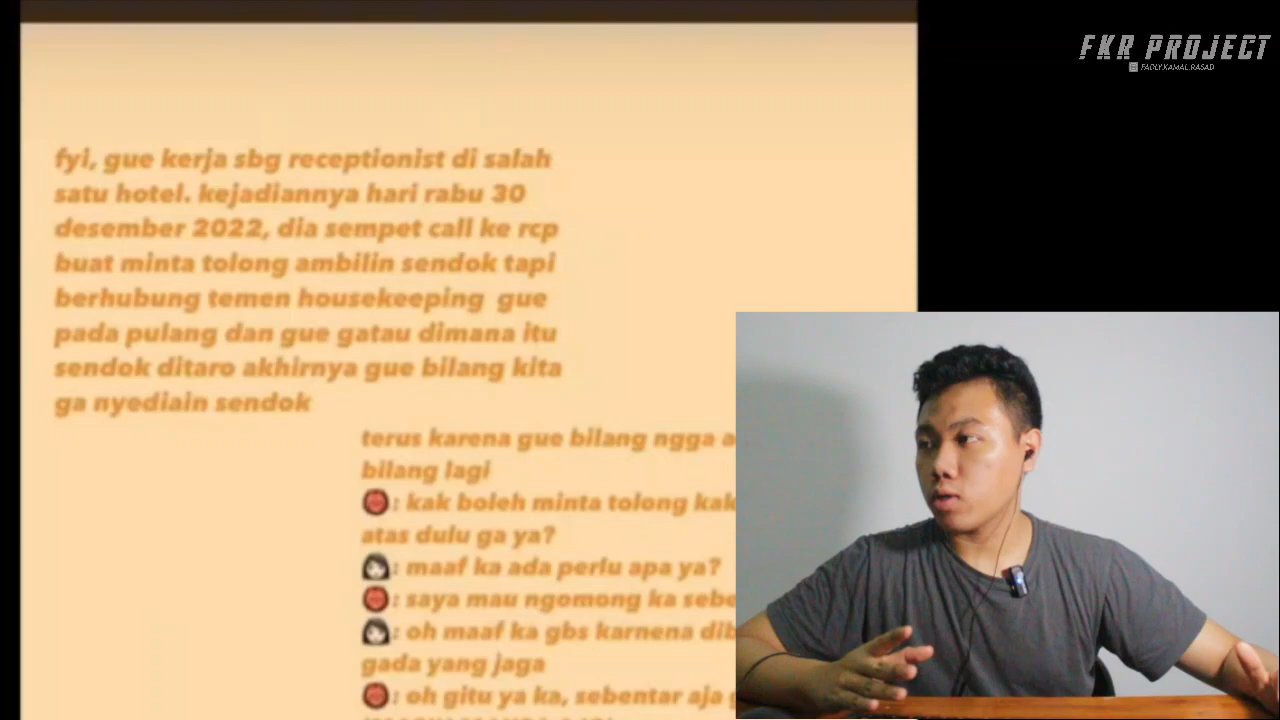 FKR PROJECT
FADLY.KAMAL.RASAD
fyi, gue kerja sbg receptionist di salah
satu hotel. kejadiannya hari rabu 30
desember 2022, dia sempet call ke rcp
buat minta tolong ambilin sendok tapi
berhubung temen housekeeping gue
pada pulang dan gue gatau dimana itu
sendok ditaro akhirnya gue bilang kita
ga nyediain sendok
terus karena gue bilang ngga
bilang lagi
: kak boleh minta tolong kak
atas dulu ga ya?
: maaf ka ada perlu apa ya?
: saya mau ngomong ka
: oh maaf ka gbs karnena
gada yang jaga
: oh gitu ya ka, sebentar aja